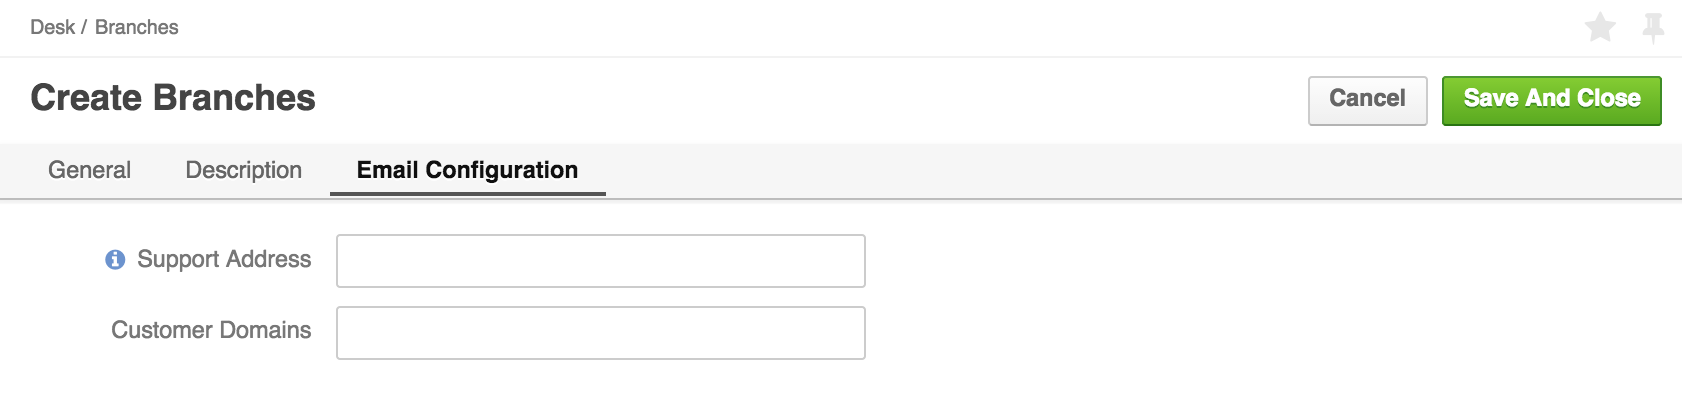 Desk / Branches
Create Branches
Cancel
Save And Close
General
Description
Email Configuration
Support Address
Customer Domains